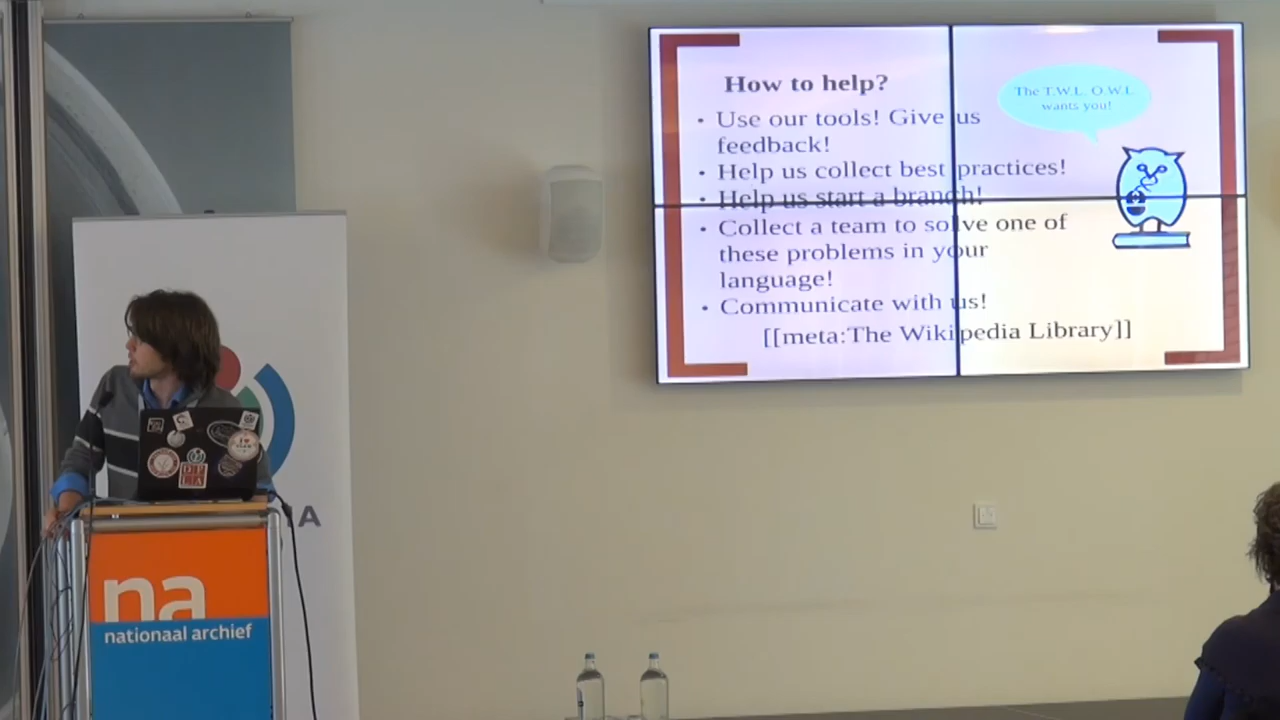 How to help?
The T.W.L. O.W.L.
wants you!
• Use our tools! Give us
feedback!
• Help us collect best practices!
• Help us start a branch!
• Collect a team to solve one of
these problems in your
language!
• Communicate with us!
[[meta:The Wikipedia Library]]
A
na
nationaal archief